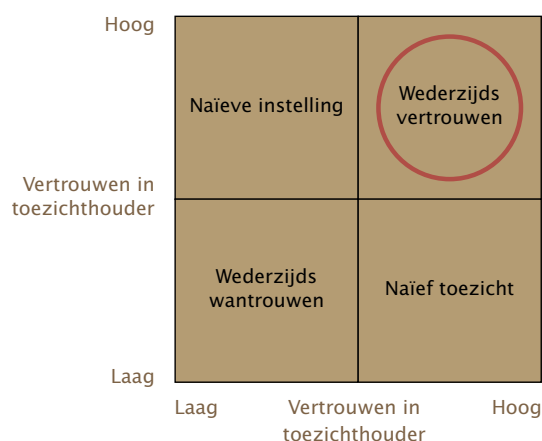 Hoog
Naïeve instelling
Wederzijds
vertrouwen
Vertrouwen in
toezichthouder
Wederzijds
wantrouwen
Naïef toezicht
Laag
Laag
Vertrouwen in
toezichthouder
Hoog